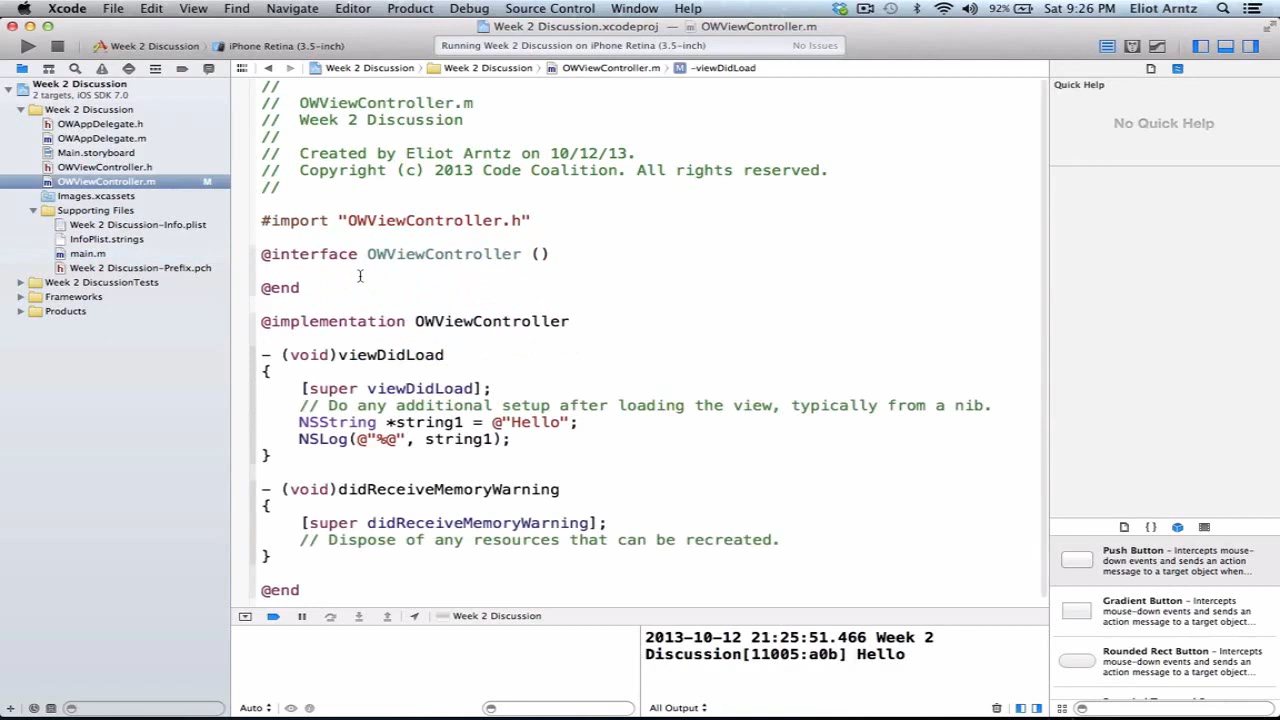 Xcode File Edit View Find Navigate Editor Product Debug Source Control Window Help 92% Sat 9:26 PM Eliot Arntz
Week 2 Discussion.xcodeproj — OWViewController.m
Week 2 Discussion iPhone Retina (3.5-inch) Running Week 2 Discussion on iPhone Retina (3.5-inch) No Issues
Week 2 Discussion Week 2 Discussion OWViewController.m M -viewDidLoad
Week 2 Discussion
2 targets, iOS SDK 7.0
Week 2 Discussion
h OWAppDelegate.h
m OWAppDelegate.m
Main.storyboard
h OWViewController.h
m OWViewController.m M
Images.xcassets
Supporting Files
Week 2 Discussion-Info.plist
InfoPlist.strings
m main.m
h Week 2 Discussion-Prefix.pch
Week 2 DiscussionTests
Frameworks
Products
//
//  OWViewController.m
//  Week 2 Discussion
//
//  Created by Eliot Arntz on 10/12/13.
//  Copyright (c) 2013 Code Coalition. All rights reserved.
//
#import "OWViewController.h"
@interface OWViewController ()
@end
@implementation OWViewController
- (void)viewDidLoad
{
[super viewDidLoad];
// Do any additional setup after loading the view, typically from a nib.
NSString *string1 = @"Hello";
NSLog(@"%@", string1);
}
- (void)didReceiveMemoryWarning
{
[super didReceiveMemoryWarning];
// Dispose of any resources that can be recreated.
}
@end
Week 2 Discussion
2013-10-12 21:25:51.466 Week 2
Discussion[11005:a0b] Hello
Auto
All Output
Quick Help
No Quick Help
{}
Push Button - Intercepts mouse-
down events and sends an action
message to a target object when...
Gradient Button - Intercepts
mouse-down events and sends an
action message to a target object...
Rounded Rect Button - Intercepts
mouse-down events and sends an
action message to a target object...